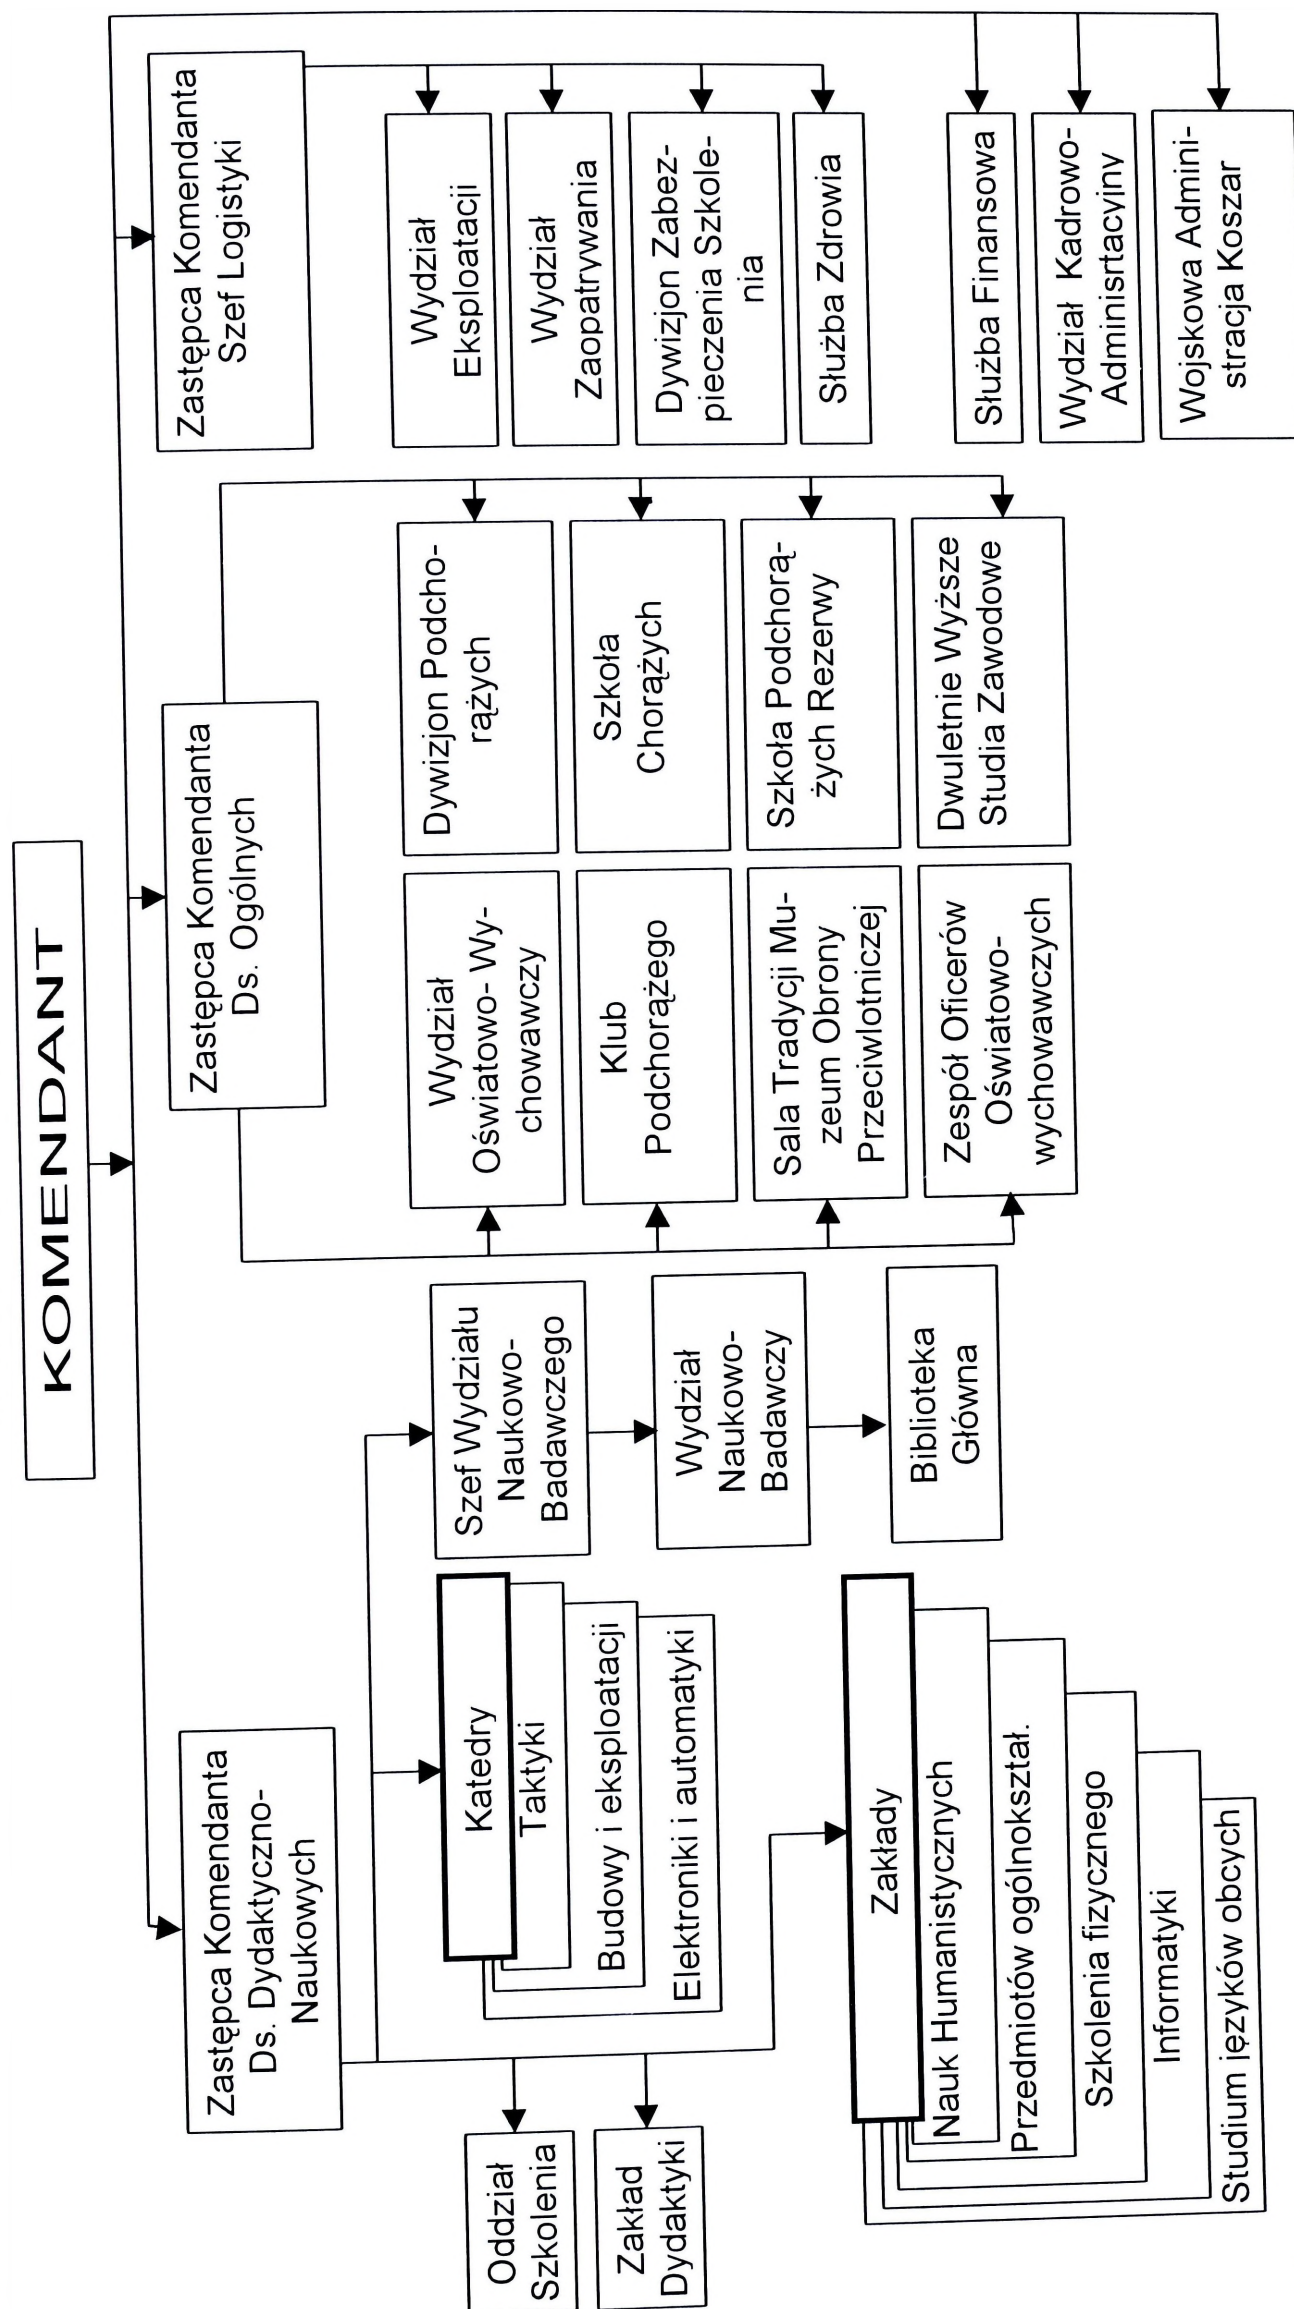 KOMENDANT
Zastępca Komendanta
Ds. Dydaktyczno-
Naukowych
Zastępca Komendanta
Ds. Ogólnych
Zastępca Komendanta
Szef Logistyki
Oddział
Szkolenia
Zakład
Dydaktyki
Katedry
Taktyki
Budowy i eksploatacji
Elektroniki i automatyki
Zakłady
Nauk Humanistycznych
Przedmiotów ogólnokształ.
Szkolenia fizycznego
Informatyki
Studium języków obcych
Szef Wydziału
Naukowo-
Badawczego
Wydział
Naukowo-
Badawczy
Biblioteka
Główna
Wydział
Oświatowo- Wy-
chowawczy
Klub
Podchorążego
Sala Tradycji Mu-
zeum Obrony
Przeciwlotniczej
Zespół Oficerów
Oświatowo-
wychowawczych
Dywizjon Podcho-
rążych
Szkoła
Chorążych
Szkoła Podchorą-
żych Rezerwy
Dwuletnie Wyższe
Studia Zawodowe
Wydział
Eksploatacji
Wydział
Zaopatrywania
Dywizjon Zabez-
pieczenia Szkole-
nia
Służba Zdrowia
Służba Finansowa
Wydział Kadrowo-
Adminisrtacyjny
Wojskowa Admini-
stracja Koszar